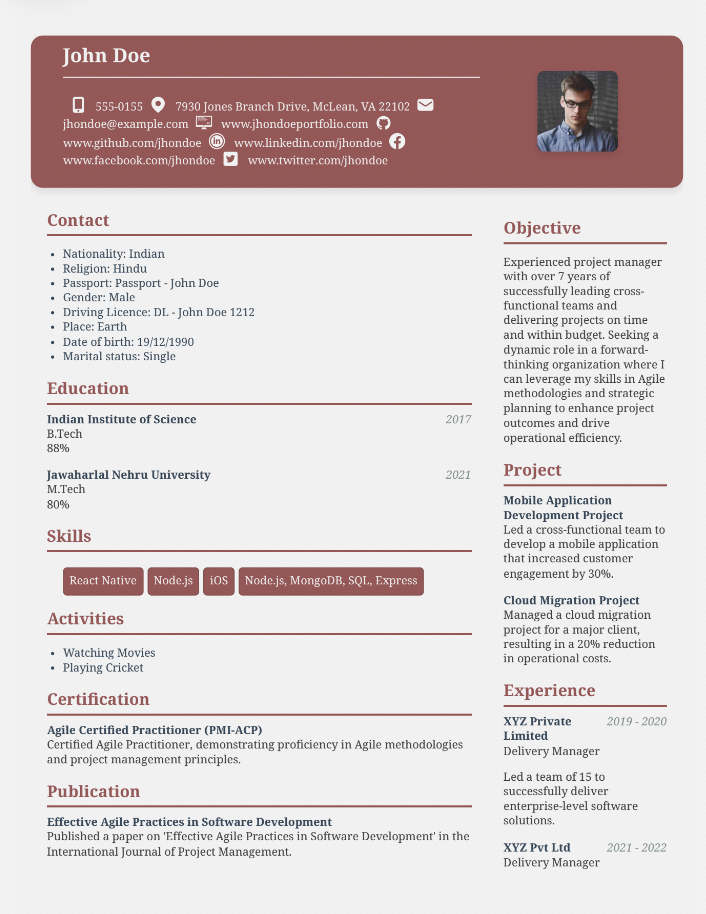 John Doe
555-0155 7930 Jones Branch Drive, McLean, VA 22102
jhondoe@example.com www.jhondoeportfolio.com
www.github.com/jhondoe www.linkedin.com/jhondoe
www.facebook.com/jhondoe www.twitter.com/jhondoe
Contact
• Nationality: Indian
• Religion: Hindu
• Passport: Passport - John Doe
• Gender: Male
• Driving Licence: DL - John Doe 1212
• Place: Earth
• Date of birth: 19/12/1990
• Marital status: Single
Education
Indian Institute of Science 2017
B.Tech
88%
Jawaharlal Nehru University 2021
M.Tech
80%
Skills
React Native Node.js iOS Node.js, MongoDB, SQL, Express
Activities
• Watching Movies
• Playing Cricket
Certification
Agile Certified Practitioner (PMI-ACP)
Certified Agile Practitioner, demonstrating proficiency in Agile methodologies
and project management principles.
Publication
Effective Agile Practices in Software Development
Published a paper on 'Effective Agile Practices in Software Development' in the
International Journal of Project Management.
Objective
Experienced project manager
with over 7 years of
successfully leading cross-
functional teams and
delivering projects on time
and within budget. Seeking a
dynamic role in a forward-
thinking organization where I
can leverage my skills in Agile
methodologies and strategic
planning to enhance project
outcomes and drive
operational efficiency.
Project
Mobile Application
Development Project
Led a cross-functional team to
develop a mobile application
that increased customer
engagement by 30%.
Cloud Migration Project
Managed a cloud migration
project for a major client,
resulting in a 20% reduction
in operational costs.
Experience
XYZ Private 2019 - 2020
Limited
Delivery Manager
Led a team of 15 to
successfully deliver
enterprise-level software
solutions.
XYZ Pvt Ltd 2021 - 2022
Delivery Manager